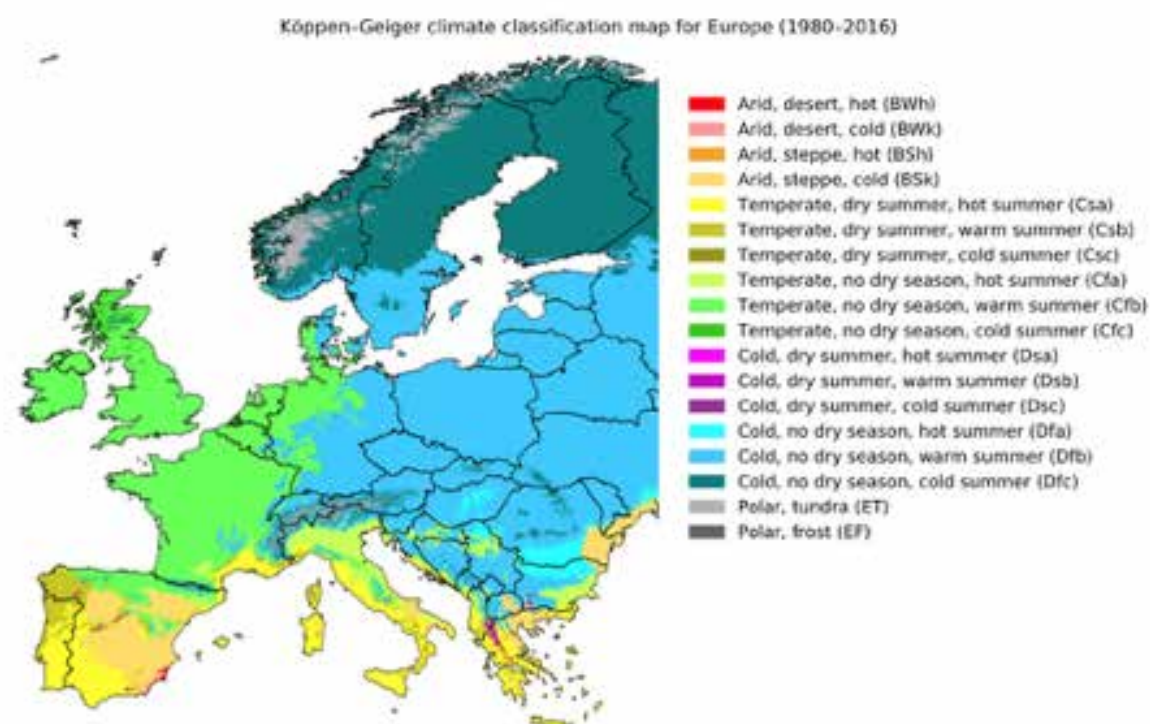 Köppen–Geiger climate classification map for Europe (1980–2016)
Arid, desert, hot (BWh)
Arid, desert, cold (BWk)
Arid, steppe, hot (BSh)
Arid, steppe, cold (BSk)
Temperate, dry summer, hot summer (Csa)
Temperate, dry summer, warm summer (Csb)
Temperate, dry summer, cold summer (Csc)
Temperate, no dry season, hot summer (Cfa)
Temperate, no dry season, warm summer (Cfb)
Temperate, no dry season, cold summer (Cfc)
Cold, dry summer, hot summer (Dsa)
Cold, dry summer, warm summer (Dsb)
Cold, dry summer, cold summer (Dsc)
Cold, no dry season, hot summer (Dfa)
Cold, no dry season, warm summer (Dfb)
Cold, no dry season, cold summer (Dfc)
Polar, tundra (ET)
Polar, frost (EF)